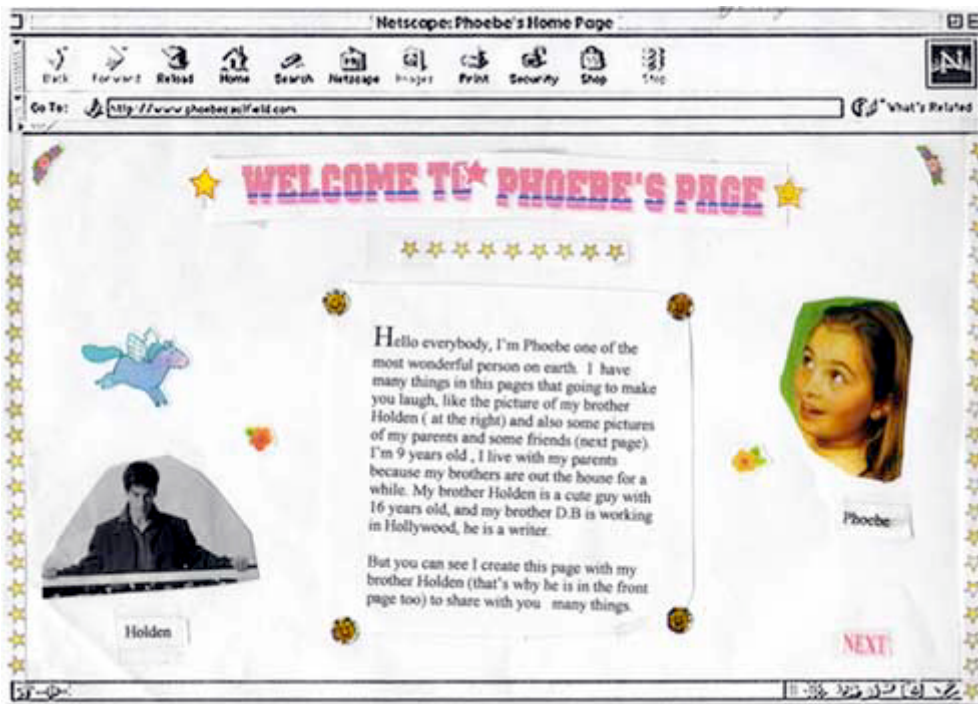 Netscape: Phoebe's Home Page
Back Forward Reload Home Search Netscape Images Print Security Shop Stop
N
Go To: http://www.phoebecaulfield.com What's Related
WELCOME TO PHOEBE'S PAGE
Hello everybody, I'm Phoebe one of the
most wonderful person on earth. I have
many things in this pages that going to make
you laugh, like the picture of my brother
Holden ( at the right) and also some pictures
of my parents and some friends (next page).
I'm 9 years old , I live with my parents
because my brothers are out the house for a
while. My brother Holden is a cute guy with
16 years old, and my brother D.B is working
in Hollywood, he is a writer.
But you can see I create this page with my
brother Holden (that's why he is in the front
page too) to share with you many things.
Phoebe
Holden
NEXT